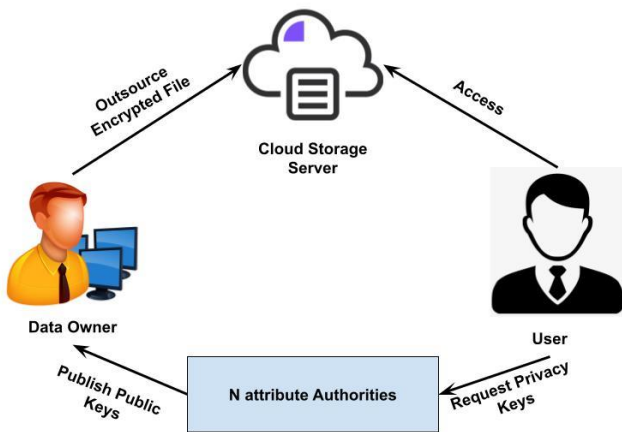 Outsource
Encrypted File
Access
Cloud Storage
Server
Data Owner
User
Publish Public
Keys
N attribute Authorities
Request Privacy
Keys